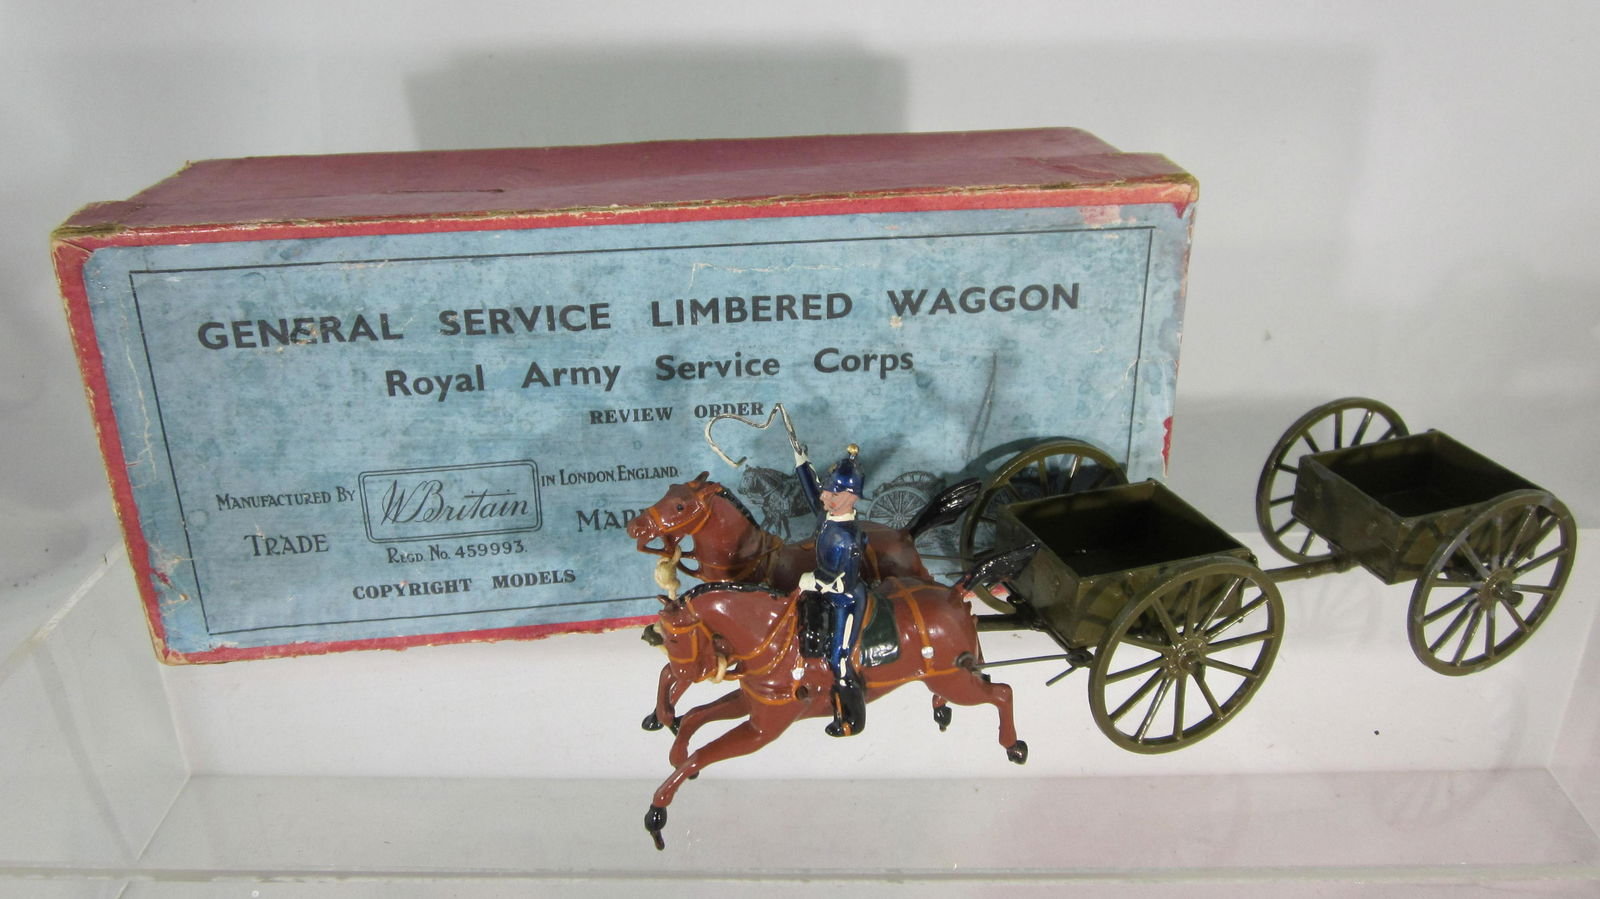 GENERAL SERVICE LIMBERED WAGGON
Royal Army Service Corps
REVIEW ORDER
MANUFACTURED BY W Britain IN LONDON, ENGLAND.
TRADE
REGD. NO. 459993.
COPYRIGHT MODELS